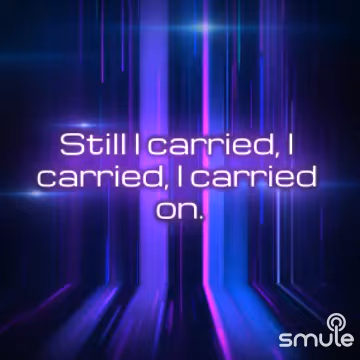 Still I carried, I
carried, I carried
on.
smule